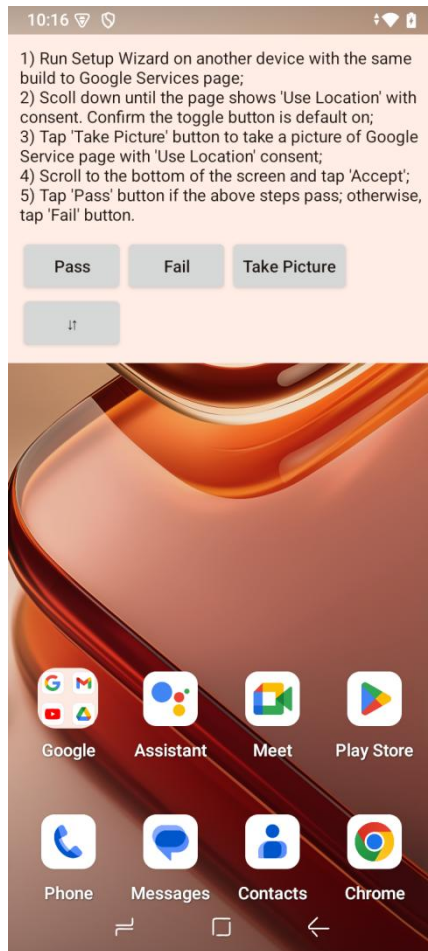 10:16
1) Run Setup Wizard on another device with the same
build to Google Services page;
2) Scoll down until the page shows 'Use Location' with
consent. Confirm the toggle button is default on;
3) Tap 'Take Picture' button to take a picture of Google
Service page with 'Use Location' consent;
4) Scroll to the bottom of the screen and tap 'Accept';
5) Tap 'Pass' button if the above steps pass; otherwise,
tap 'Fail' button.
Pass Fail Take Picture
Google Assistant Meet Play Store
Phone Messages Contacts Chrome